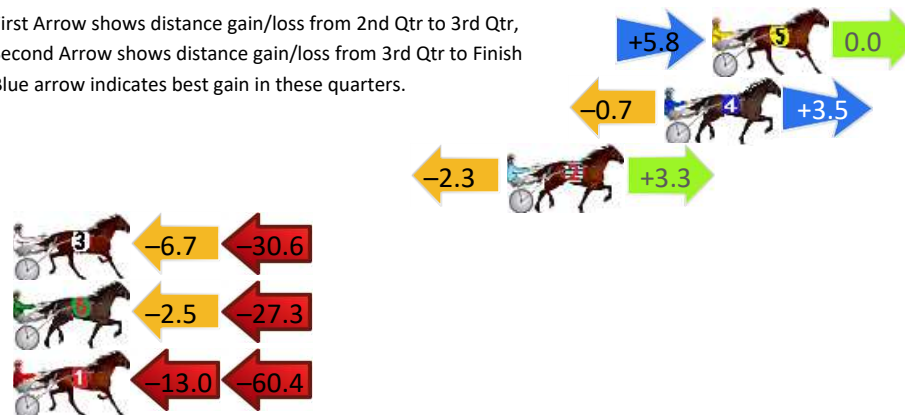 irst Arrow shows distance gain/loss from 2nd Qtr to 3rd Qtr,
econd Arrow shows distance gain/loss from 3rd Qtr to Finish
lue arrow indicates best gain in these quarters.
+5.8 5 0.0
–0.7 4 +3.5
–2.3 2 +3.3
3 –6.7 –30.6
–2.5 –27.3
1 –13.0 –60.4